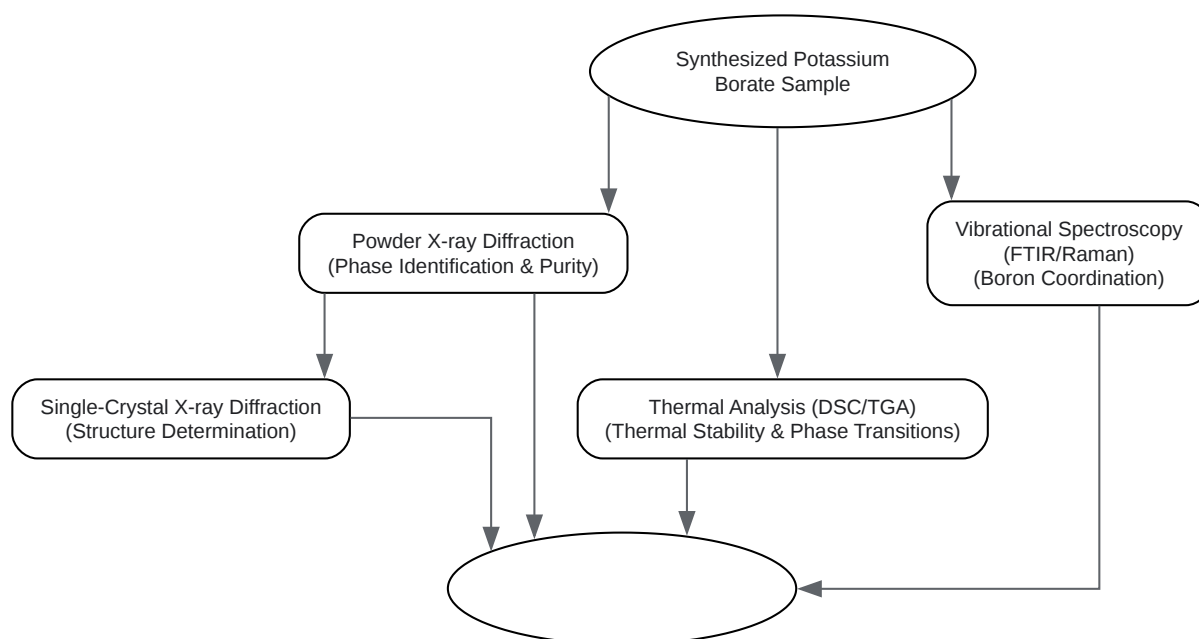 Synthesized Potassium
Borate Sample
Powder X-ray Diffraction
(Phase Identification & Purity)
Vibrational Spectroscopy
(FTIR/Raman)
(Boron Coordination)
Single-Crystal X-ray Diffraction
(Structure Determination)
Thermal Analysis (DSC/TGA)
(Thermal Stability & Phase Transitions)